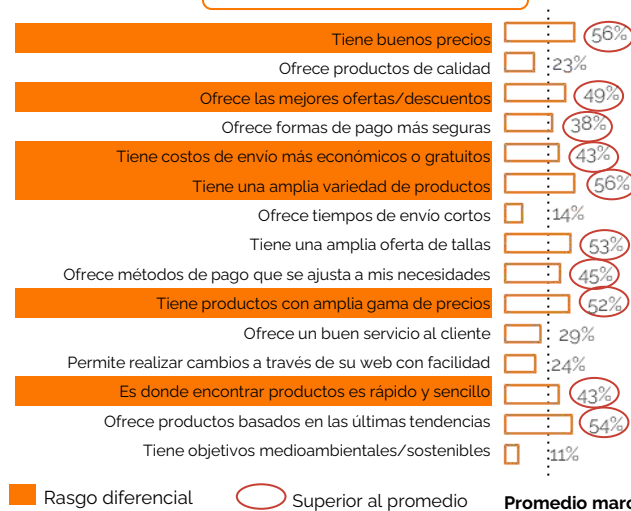 Tiene buenos precios 56%
Ofrece productos de calidad 23%
Ofrece las mejores ofertas/descuentos 49%
Ofrece formas de pago más seguras 38%
Tiene costos de envío más económicos o gratuitos 43%
Tiene una amplia variedad de productos 56%
Ofrece tiempos de envío cortos 14%
Tiene una amplia oferta de tallas 53%
Ofrece métodos de pago que se ajusta a mis necesidades 45%
Tiene productos con amplia gama de precios 52%
Ofrece un buen servicio al cliente 29%
Permite realizar cambios a través de su web con facilidad 24%
Es donde encontrar productos es rápido y sencillo 43%
Ofrece productos basados en las últimas tendencias 54%
Tiene objetivos medioambientales/sostenibles 11%
Rasgo diferencial Superior al promedio Promedio